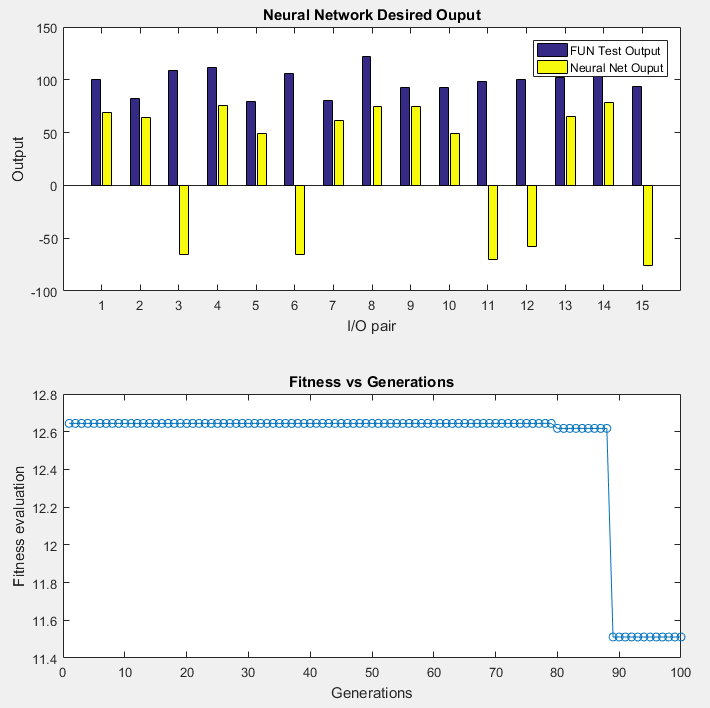 Neural Network Desired Ouput
FUN Test Output
Neural Net Ouput
Output
150
100
50
0
-50
-100
1 2 3 4 5 6 7 8 9 10 11 12 13 14 15
I/O pair
Fitness vs Generations
Fitness evaluation
12.8
12.6
12.4
12.2
12
11.8
11.6
11.4
0 10 20 30 40 50 60 70 80 90 100
Generations